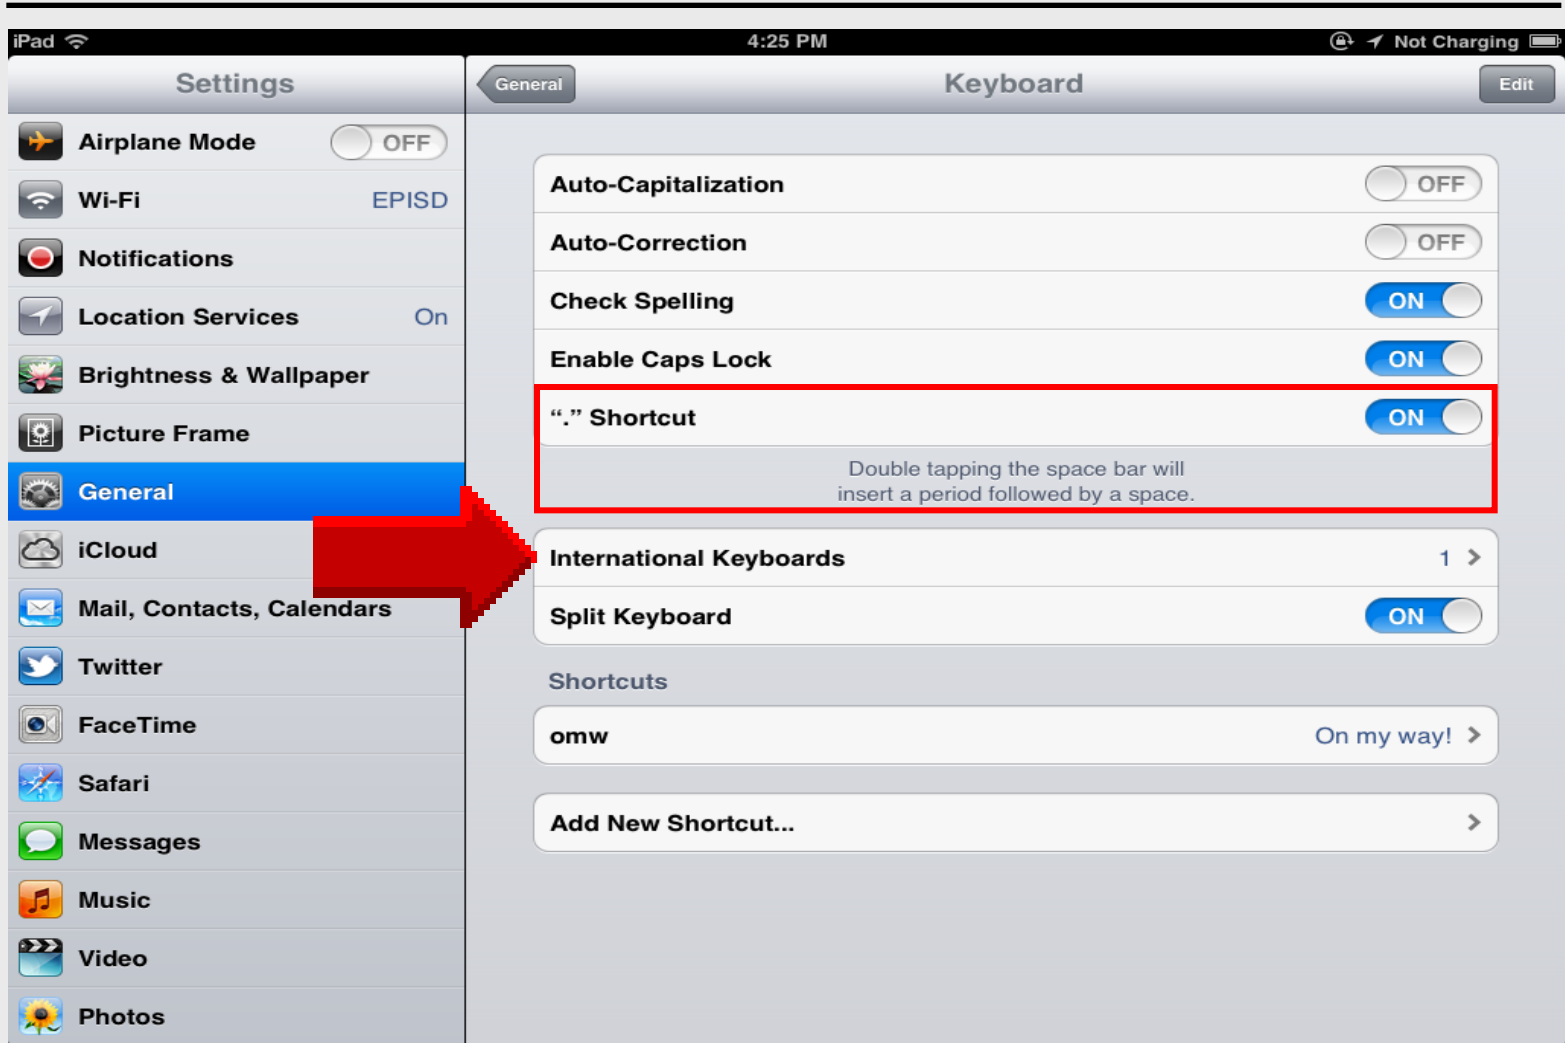 iPad 4:25 PM Not Charging
Settings
General Keyboard Edit
Airplane Mode OFF
Wi-Fi EPISD
Notifications
Location Services On
Brightness & Wallpaper
Picture Frame
General
iCloud
Mail, Contacts, Calendars
Twitter
FaceTime
Safari
Messages
Music
Video
Photos
Auto-Capitalization OFF
Auto-Correction OFF
Check Spelling ON
Enable Caps Lock ON
“.” Shortcut ON
Double tapping the space bar will
insert a period followed by a space.
International Keyboards 1
Split Keyboard ON
Shortcuts
omw On my way!
Add New Shortcut...